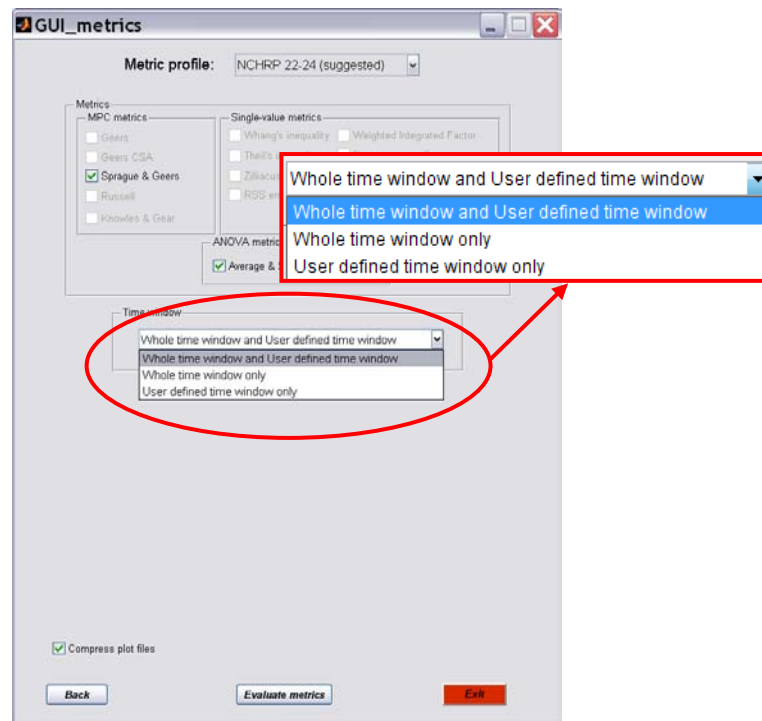 GUI_metrics
Metric profile: NCHRP 22-24 (suggested)
Metrics
MPC metrics
Geers
Geers CSA
Sprague & Geers
Russell
Knowles & Gear
Single-value metrics
Whang's inequality
Weighted Integrated Factor
Theil's
Zilliacus
RSS
ANOVA metric
Average &
Whole time window and User defined time window
Whole time window and User defined time window
Whole time window only
User defined time window only
Time window
Whole time window and User defined time window
Whole time window and User defined time window
Whole time window only
User defined time window only
Compress plot files
Back
Evaluate metrics
Exit